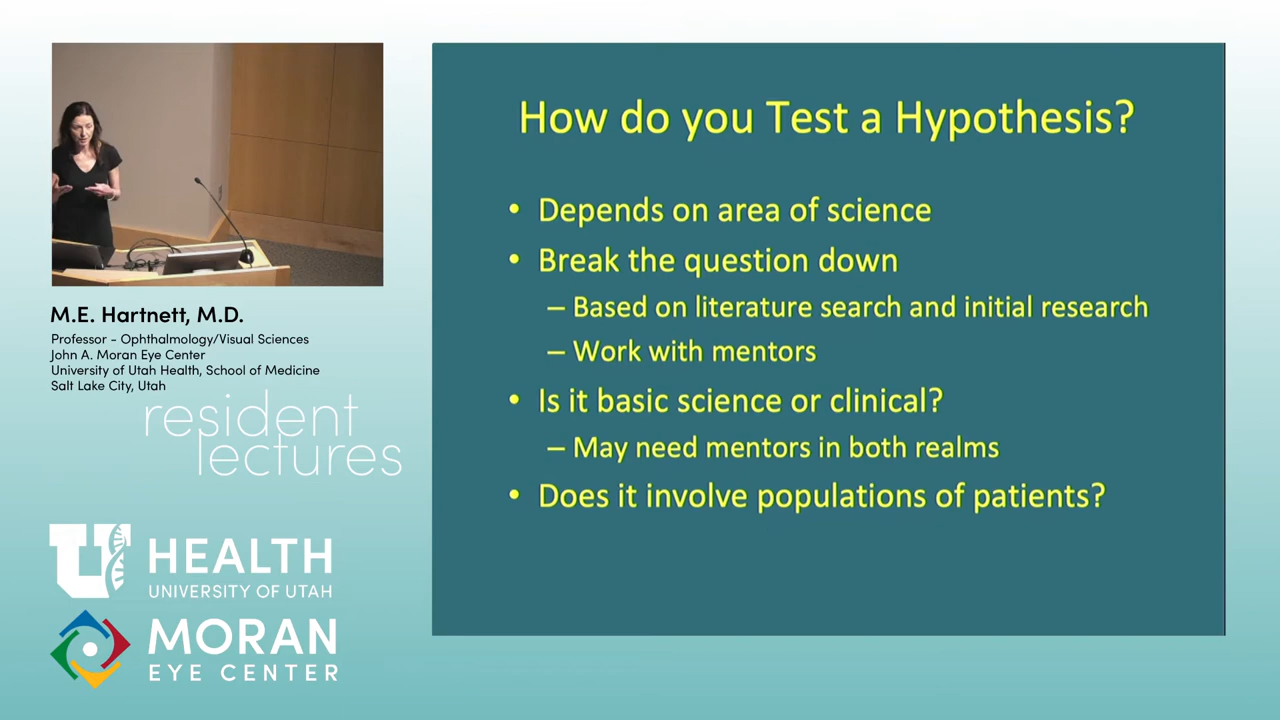 How do you Test a Hypothesis?
• Depends on area of science
• Break the question down
– Based on literature search and initial research
– Work with mentors
• Is it basic science or clinical?
– May need mentors in both realms
• Does it involve populations of patients?
M.E. Hartnett, M.D.
Professor - Ophthalmology/Visual Sciences
John A. Moran Eye Center
University of Utah Health, School of Medicine
Salt Lake City, Utah
resident
lectures
U HEALTH
UNIVERSITY OF UTAH
MORAN
EYE CENTER